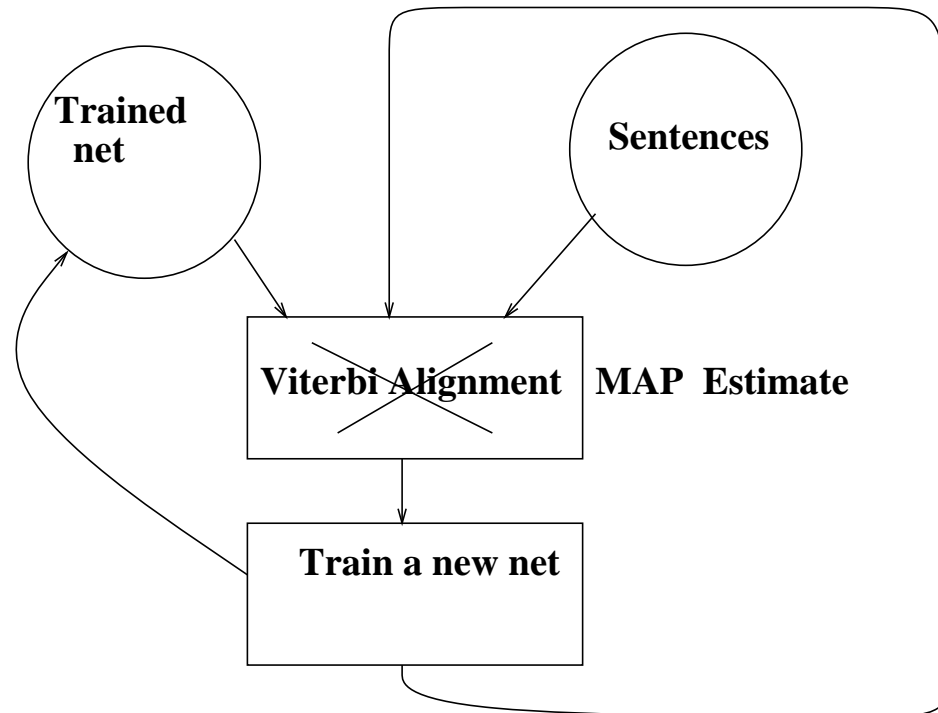 Trained
net
Sentences
Viterbi Alignment
MAP Estimate
Train a new net